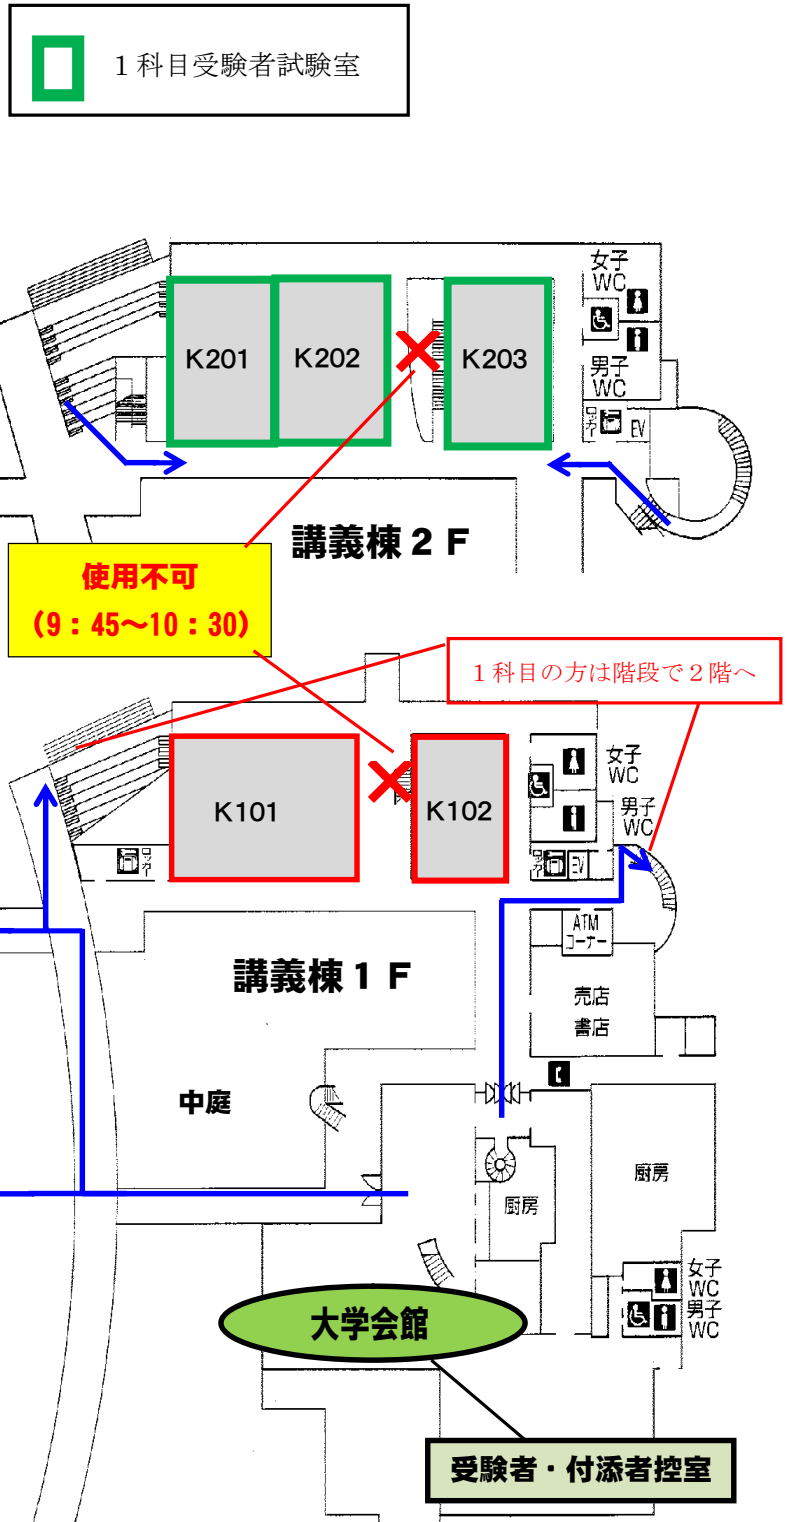 １科目受験者試験室
女子
WC
K201
K202
K203
男子
WC
ロッカー
EV
講義棟２Ｆ
使用不可
（9：45～10：30）
１科目の方は階段で２階へ
K101
K102
女子
WC
男子
WC
ロッカー
ロッカー
EV
ATM
コーナー
講義棟１Ｆ
売店
書店
中庭
厨房
厨房
女子
WC
男子
WC
大学会館
受験者・付添者控室